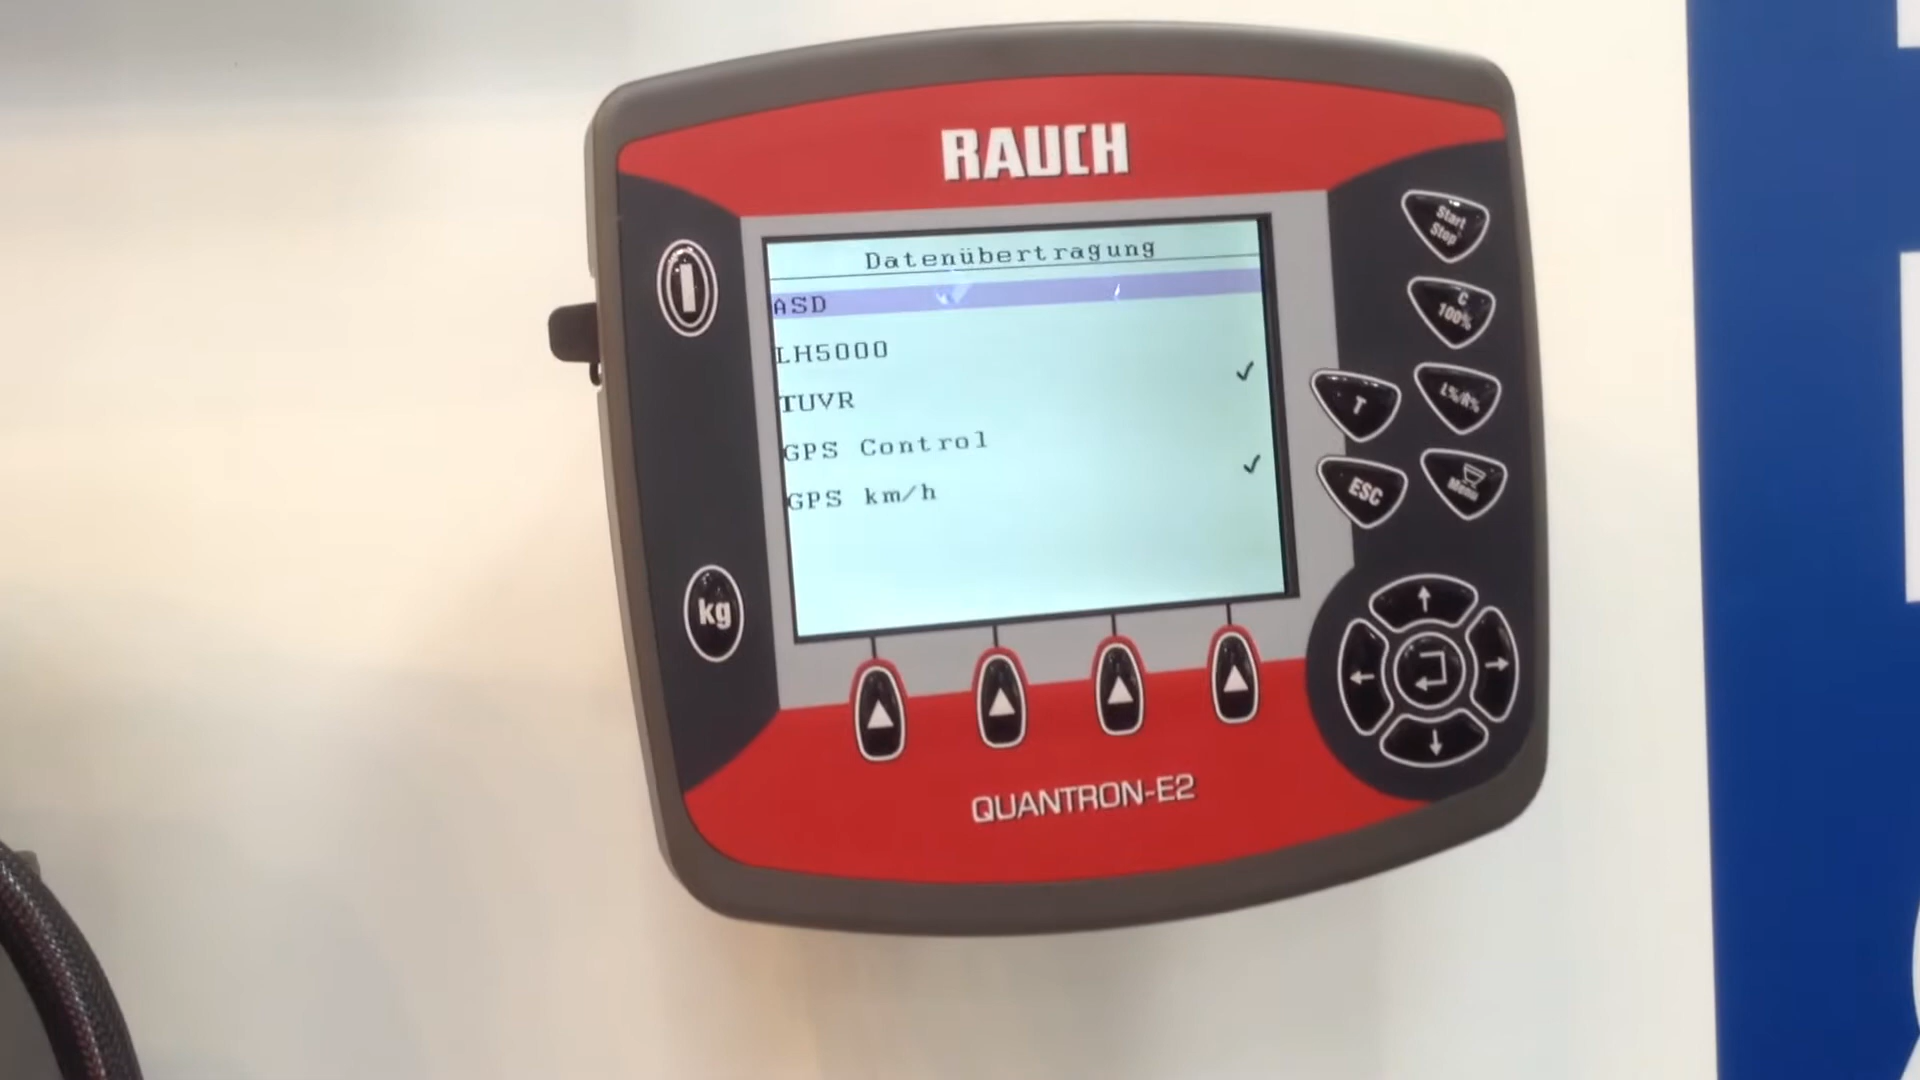 RAUCH
Datenübertragung
ASD
LH5000
TUVR ✓
GPS Control
GPS km/h ✓
Start
Stop
C
100%
T
L%/R%
ESC
Menu
kg
QUANTRON-E2